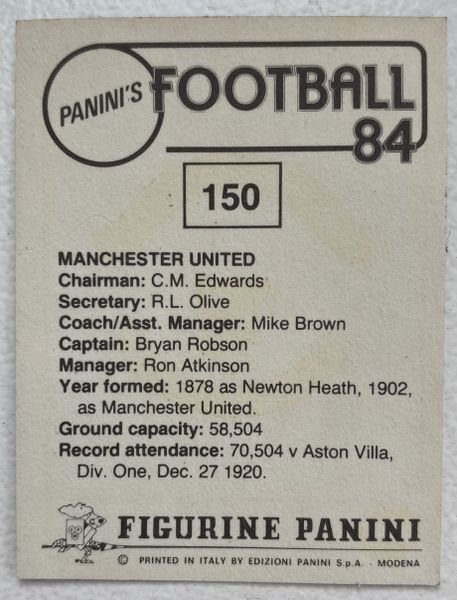 PANINI'S FOOTBALL
84
150
MANCHESTER UNITED
Chairman: C.M. Edwards
Secretary: R.L. Olive
Coach/Asst. Manager: Mike Brown
Captain: Bryan Robson
Manager: Ron Atkinson
Year formed: 1878 as Newton Heath, 1902,
as Manchester United.
Ground capacity: 58,504
Record attendance: 70,504 v Aston Villa,
Div. One, Dec. 27 1920.
FIGURINE PANINI
© PRINTED IN ITALY BY EDIZIONI PANINI S.p.A. - MODENA